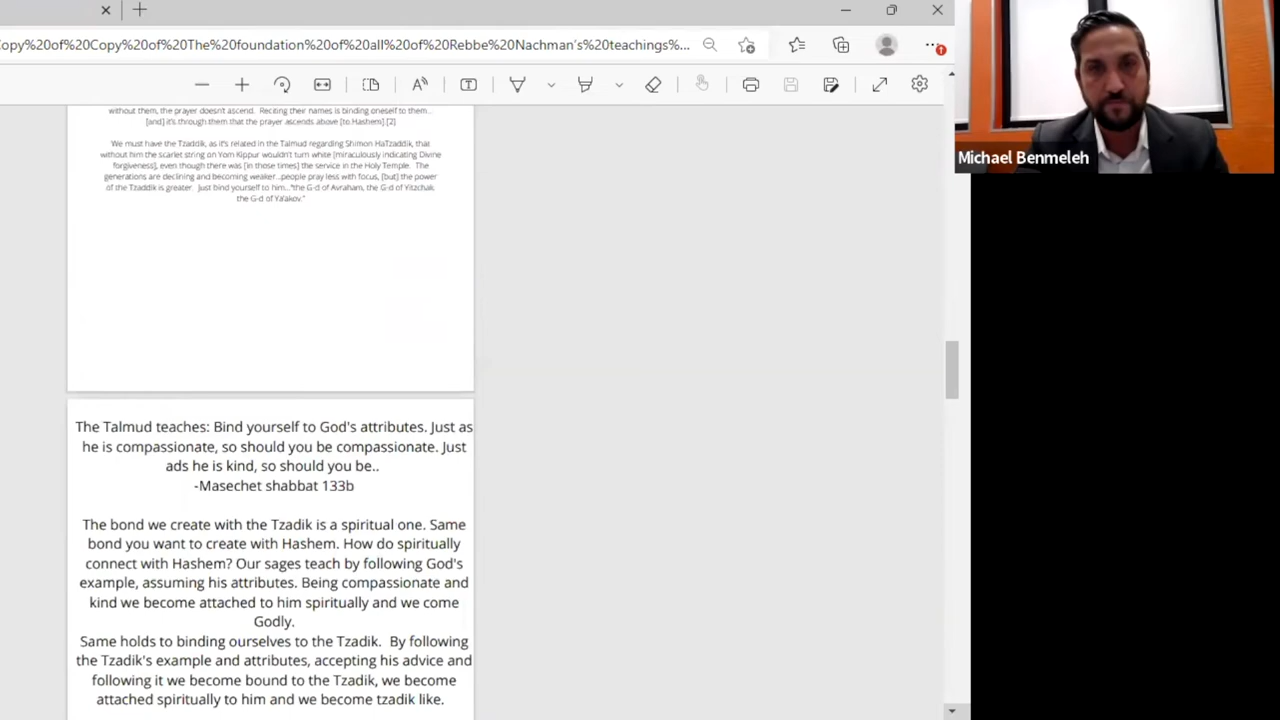 opy%20of%20Copy%20of%20The%20foundation%20of%20all%20of%20Rebbe%20Nachman's%20teachings%...
without them, the prayer doesn't ascend. Reciting their names is binding oneself to them...
[and] it's through them that the prayer ascends above [to Hashem].[2]
We must have the Tzaddik, as it's related in the Talmud regarding Shimon HaTzaddik, that
without him the scarlet string on Yom Kippur wouldn't turn white [miraculously indicating Divine
forgiveness], even though there was [in those times] the service in the Holy Temple. The
generations are declining and becoming weaker...people pray less with focus, [but] the power
of the Tzaddik is greater. Just bind yourself to him..."the G-d of Avraham, the G-d of Yitzchak,
the G-d of Ya'akov."
The Talmud teaches: Bind yourself to God's attributes. Just as
he is compassionate, so should you be compassionate. Just
ads he is kind, so should you be..
-Masechet shabbat 133b
The bond we create with the Tzadik is a spiritual one. Same
bond you want to create with Hashem. How do spiritually
connect with Hashem? Our sages teach by following God's
example, assuming his attributes. Being compassionate and
kind we become attached to him spiritually and we come
Godly.
Same holds to binding ourselves to the Tzadik. By following
the Tzadik's example and attributes, accepting his advice and
following it we become bound to the Tzadik, we become
attached spiritually to him and we become tzadik like.
Michael Benmeleh